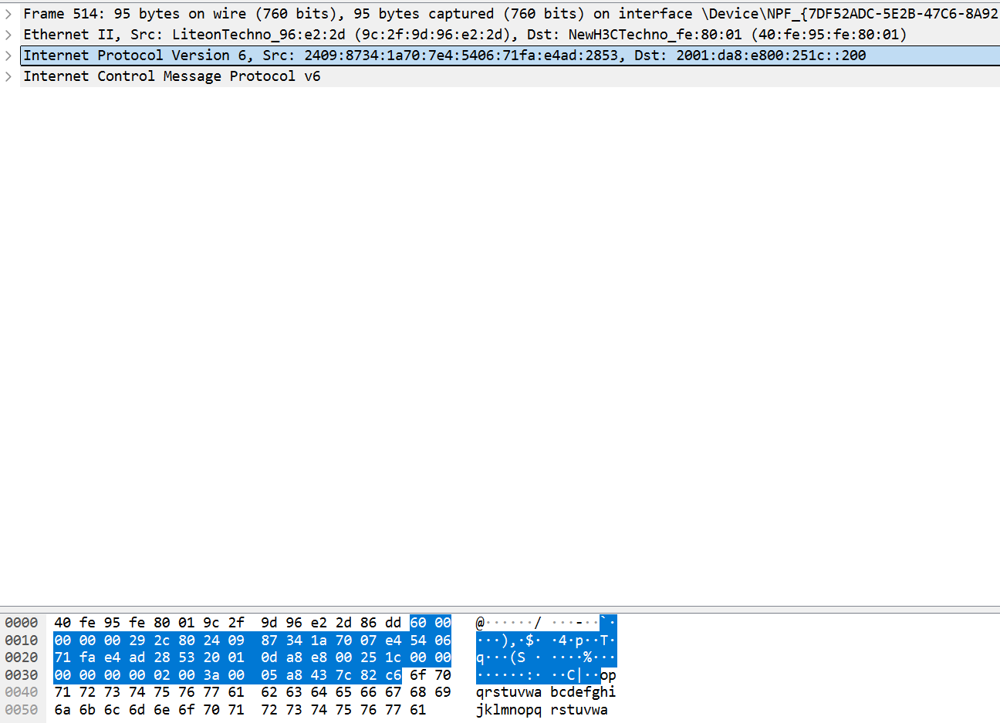 Frame 514: 95 bytes on wire (760 bits), 95 bytes captured (760 bits) on interface \Device\NPF_{7DF52ADC-5E2B-47C6-8A92
Ethernet II, Src: LiteonTechno_96:e2:2d (9c:2f:9d:96:e2:2d), Dst: NewH3CTechno_fe:80:01 (40:fe:95:fe:80:01)
Internet Protocol Version 6, Src: 2409:8734:1a70:7e4:5406:71fa:e4ad:2853, Dst: 2001:da8:e800:251c::200
Internet Control Message Protocol v6
0000 40 fe 95 fe 80 01 9c 2f 9d 96 e2 2d 86 dd 60 00 @······/ ···-··`·
0010 00 00 00 29 2c 80 24 09 87 34 1a 70 07 e4 54 06 ···),·$· ·4·p··T·
0020 71 fa e4 ad 28 53 20 01 0d a8 e8 00 25 1c 00 00 q···(S · ····%···
0030 00 00 00 00 02 00 3a 00 05 a8 43 7c 82 c6 6f 70 ······:· ··C|··op
0040 71 72 73 74 75 76 77 61 62 63 64 65 66 67 68 69 qrstuvwa bcdefghi
0050 6a 6b 6c 6d 6e 6f 70 71 72 73 74 75 76 77 61 jklmnopq rstuvwa